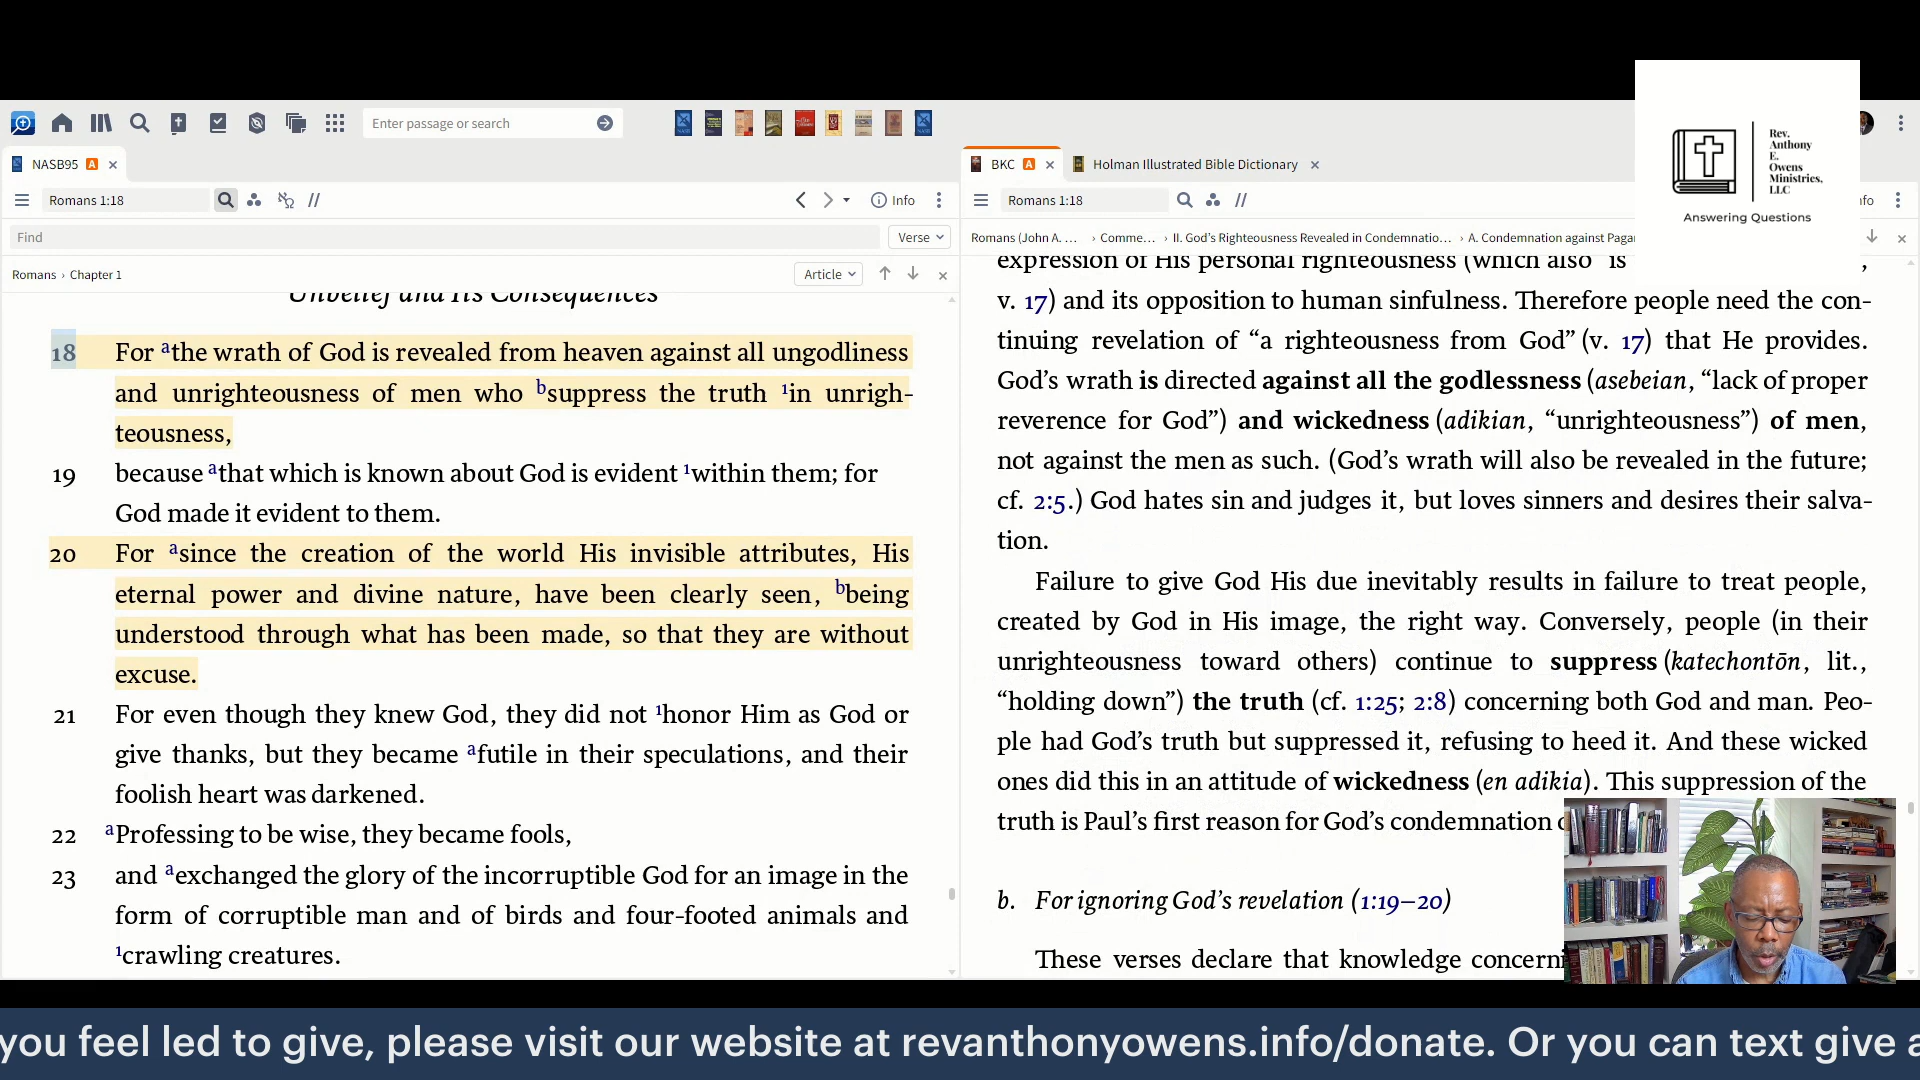 Enter passage or search
NASB95 A
Romans 1:18
Info
Find
Verse
Romans › Chapter 1
Article
Unbelief and Its Consequences
18 For ᵃthe wrath of God is revealed from heaven against all ungodliness
and unrighteousness of men who ᵇsuppress the truth ¹in unrigh-
teousness,
19 because ᵃthat which is known about God is evident ¹within them; for
God made it evident to them.
20 For ᵃsince the creation of the world His invisible attributes, His
eternal power and divine nature, have been clearly seen, ᵇbeing
understood through what has been made, so that they are without
excuse.
21 For even though they knew God, they did not ¹honor Him as God or
give thanks, but they became ᵃfutile in their speculations, and their
foolish heart was darkened.
22 ᵃProfessing to be wise, they became fools,
23 and ᵃexchanged the glory of the incorruptible God for an image in the
form of corruptible man and of birds and four-footed animals and
¹crawling creatures.
BKC A
Holman Illustrated Bible Dictionary
Romans 1:18
Romans (John A. ... › Comme... › II. God's Righteousness Revealed in Condemnatio... › A. Condemnation against Pagan
expression of His personal righteousness (which also is
v. 17) and its opposition to human sinfulness. Therefore people need the con-
tinuing revelation of “a righteousness from God” (v. 17) that He provides.
God’s wrath is directed against all the godlessness (asebeian, “lack of proper
reverence for God”) and wickedness (adikian, “unrighteousness”) of men,
not against the men as such. (God’s wrath will also be revealed in the future;
cf. 2:5.) God hates sin and judges it, but loves sinners and desires their salva-
tion.
Failure to give God His due inevitably results in failure to treat people,
created by God in His image, the right way. Conversely, people (in their
unrighteousness toward others) continue to suppress (katechontōn, lit.,
“holding down”) the truth (cf. 1:25; 2:8) concerning both God and man. Peo-
ple had God’s truth but suppressed it, refusing to heed it. And these wicked
ones did this in an attitude of wickedness (en adikia). This suppression of the
truth is Paul’s first reason for God’s condemnation
b. For ignoring God’s revelation (1:19–20)
These verses declare that knowledge
Rev.
Anthony
E.
Owens
Ministries,
LLC
Answering Questions
you feel led to give, please visit our website at revanthonyowens.info/donate. Or you can text give